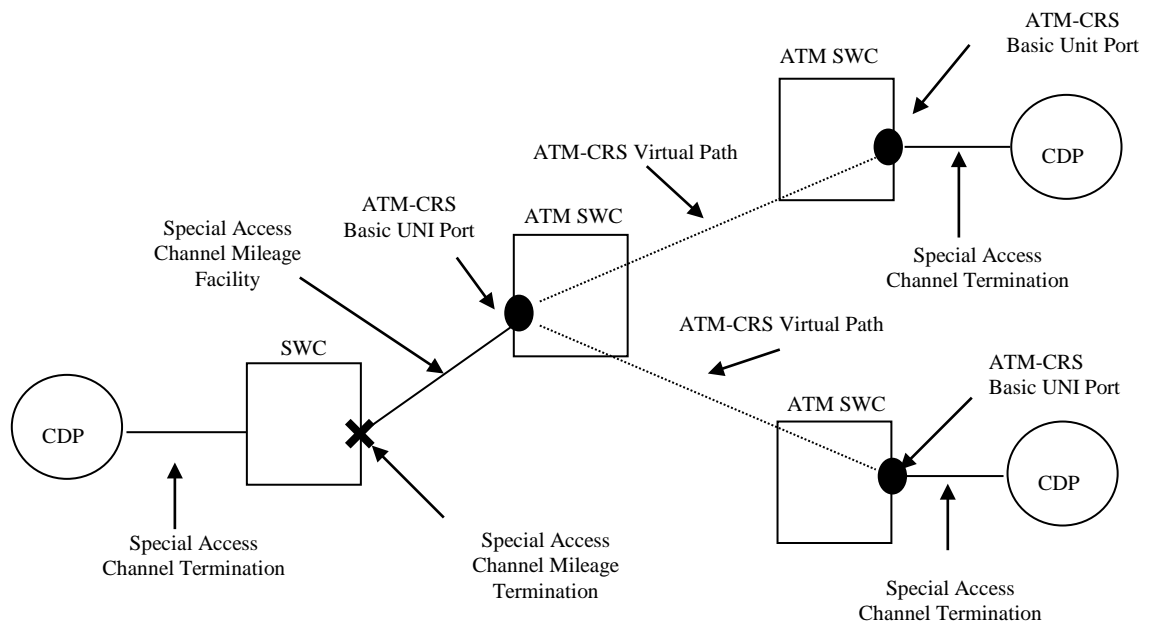 ATM-CRS
Basic Unit Port
ATM SWC
CDP
ATM-CRS Virtual Path
Special Access
Channel Termination
ATM-CRS
Basic UNI Port
ATM SWC
Special Access
Channel Mileage
Facility
ATM-CRS Virtual Path
SWC
ATM-CRS
Basic UNI Port
ATM SWC
CDP
CDP
Special Access
Channel Termination
Special Access
Channel Mileage
Termination
Special Access
Channel Termination